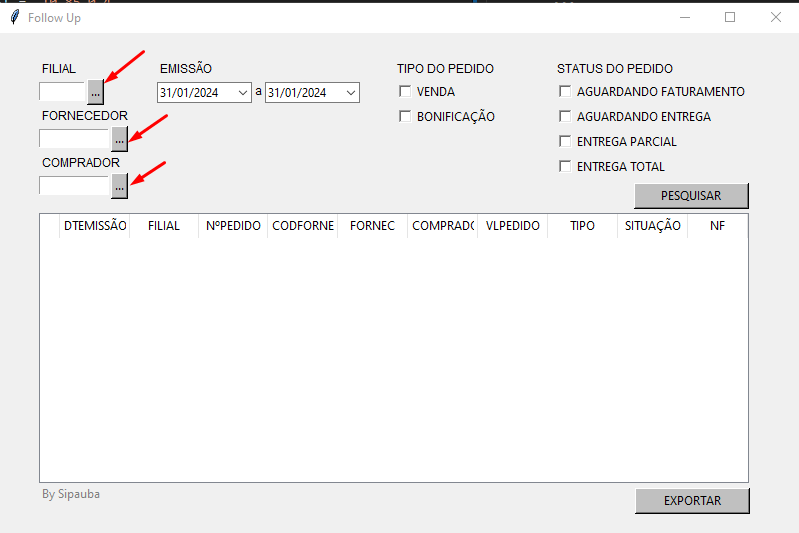 Follow Up
FILIAL EMISSÃO TIPO DO PEDIDO STATUS DO PEDIDO
... 31/01/2024 a 31/01/2024 VENDA AGUARDANDO FATURAMENTO
FORNECEDOR BONIFICAÇÃO AGUARDANDO ENTREGA
... ENTREGA PARCIAL
COMPRADOR ENTREGA TOTAL
... PESQUISAR
DTEMISSÃO FILIAL NºPEDIDO CODFORNE FORNEC COMPRADO VLPEDIDO TIPO SITUAÇÃO NF
By Sipauba EXPORTAR